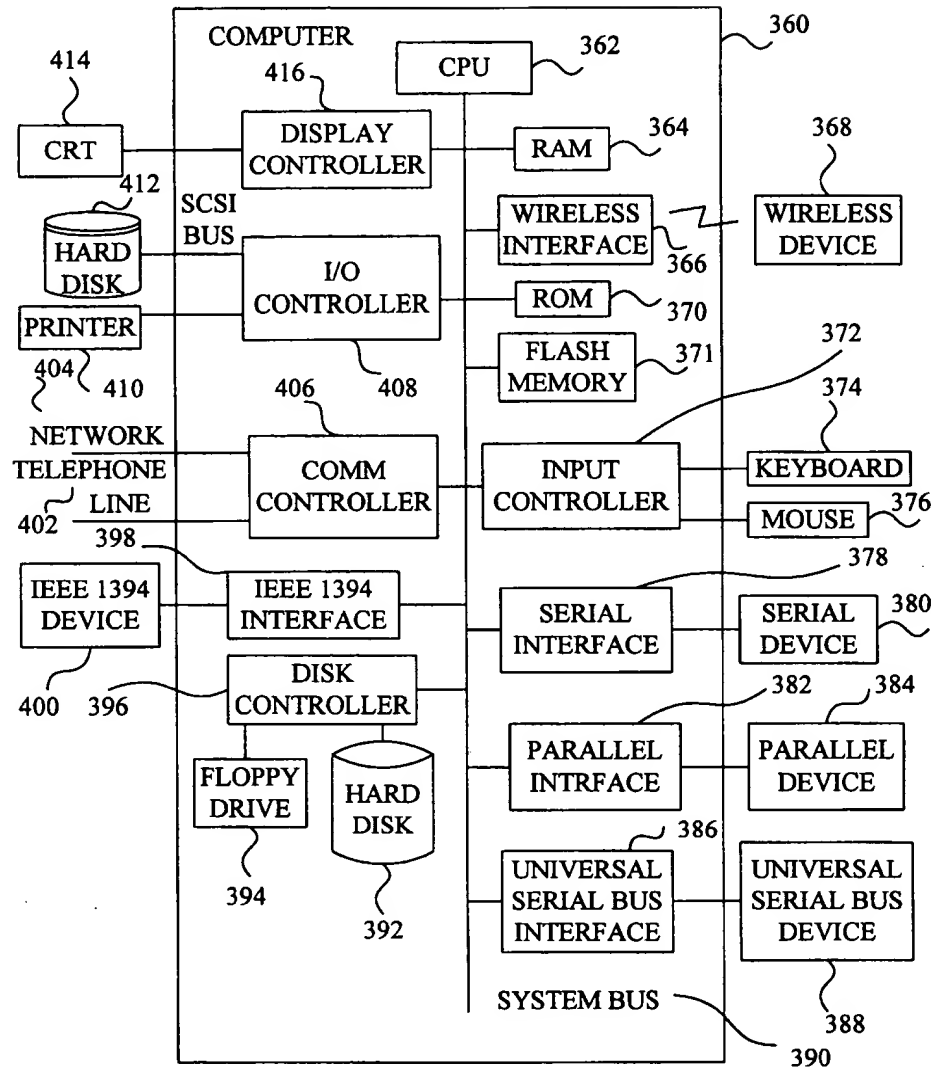 COMPUTER
360
414
416
CPU
362
CRT
DISPLAY
CONTROLLER
RAM
364
368
412
HARD
DISK
SCSI
BUS
WIRELESS
INTERFACE
366
WIRELESS
DEVICE
I/O
CONTROLLER
ROM
370
PRINTER
404
410
408
FLASH
MEMORY
371
372
406
374
NETWORK
TELEPHONE
LINE
402
COMM
CONTROLLER
INPUT
CONTROLLER
KEYBOARD
MOUSE
376
398
378
IEEE 1394
DEVICE
IEEE 1394
INTERFACE
SERIAL
INTERFACE
SERIAL
DEVICE
380
400
396
DISK
CONTROLLER
382
384
FLOPPY
DRIVE
HARD
DISK
PARALLEL
INTRFACE
PARALLEL
DEVICE
394
392
386
UNIVERSAL
SERIAL BUS
INTERFACE
UNIVERSAL
SERIAL BUS
DEVICE
SYSTEM BUS
388
390